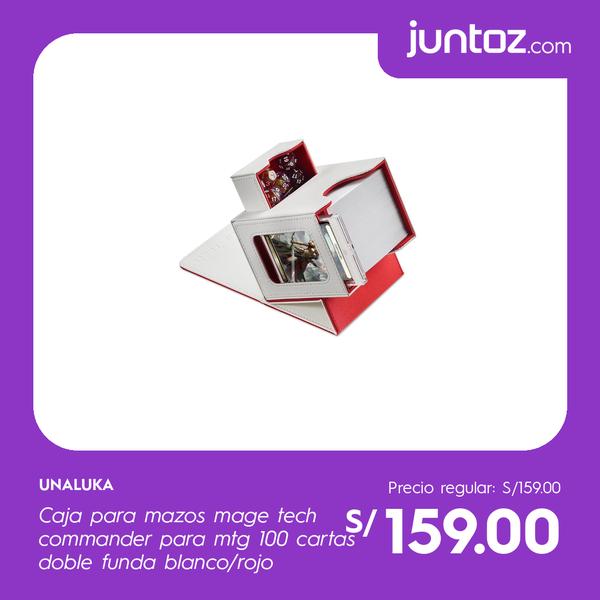 juntoz.com
UNALUKA
Caja para mazos mage tech
commander para mtg 100 cartas
doble funda blanco/rojo
Precio regular: S/159.00
S/159.00